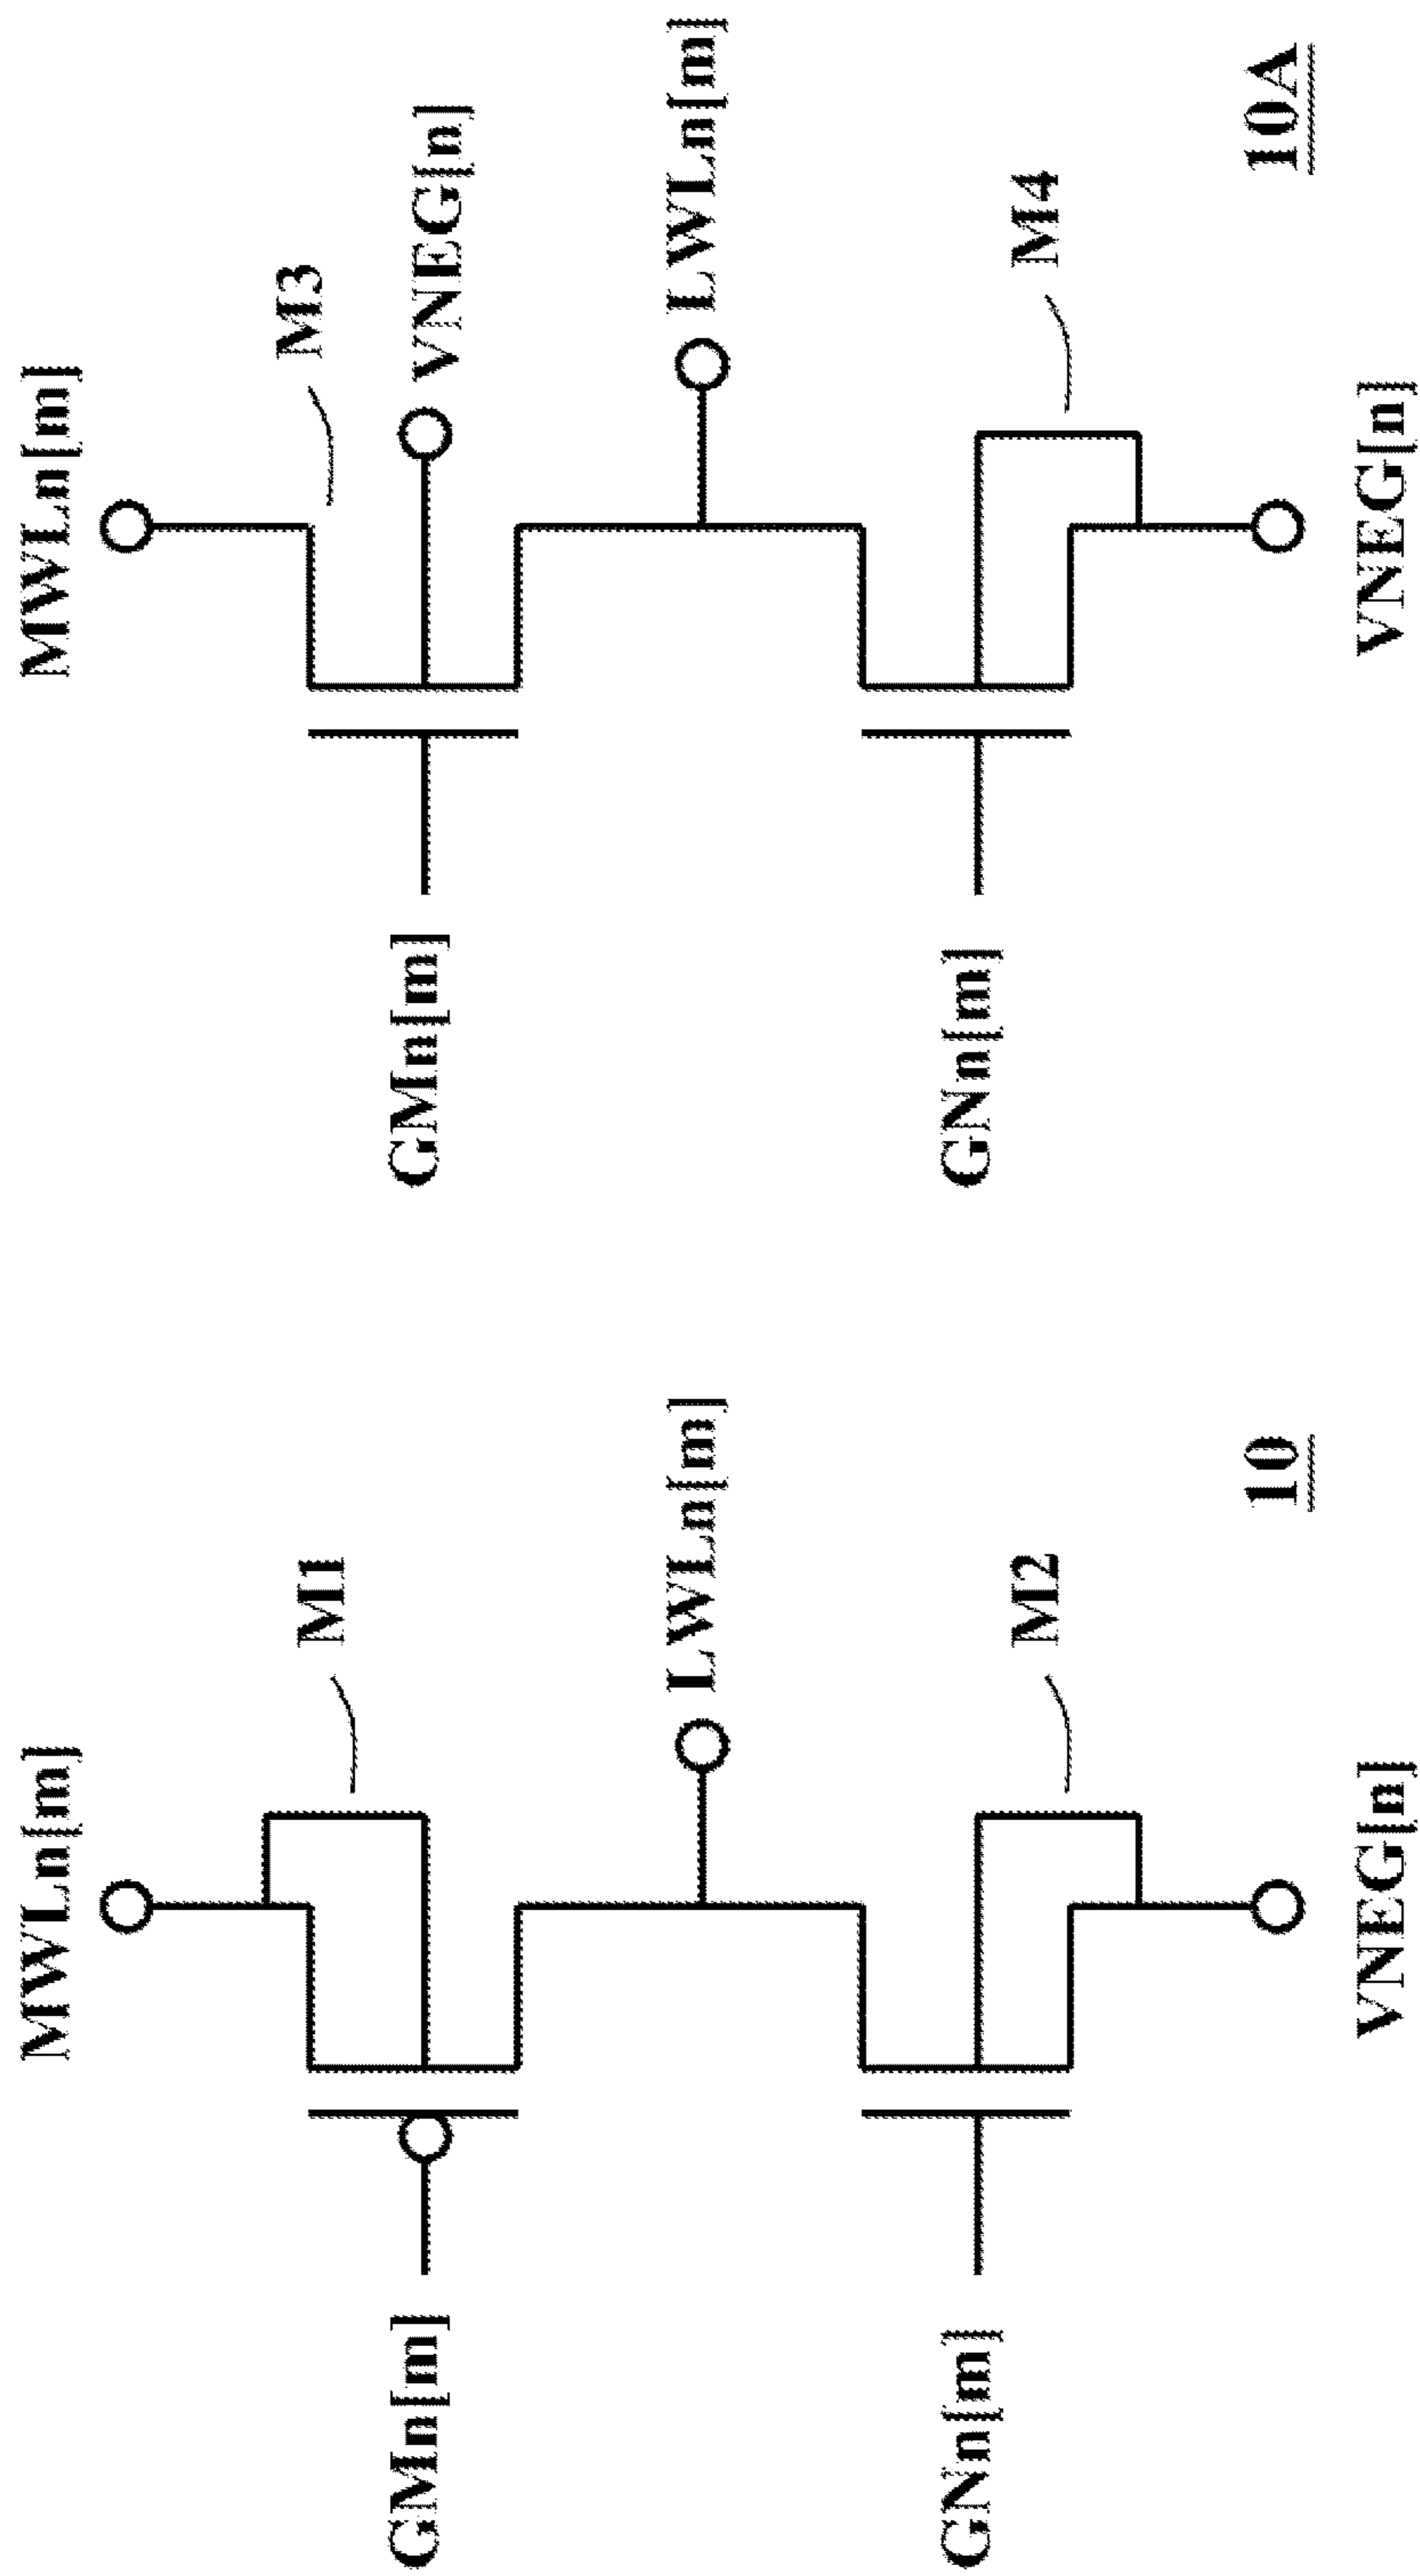 MWLn[m]
M1
GMn[m]
LWLn[m]
GNn[m]
M2
VNEG[n]
10
MWLn[m]
M3
GMn[m]
VNEG[n]
LWLn[m]
GNn[m]
M4
VNEG[n]
10A